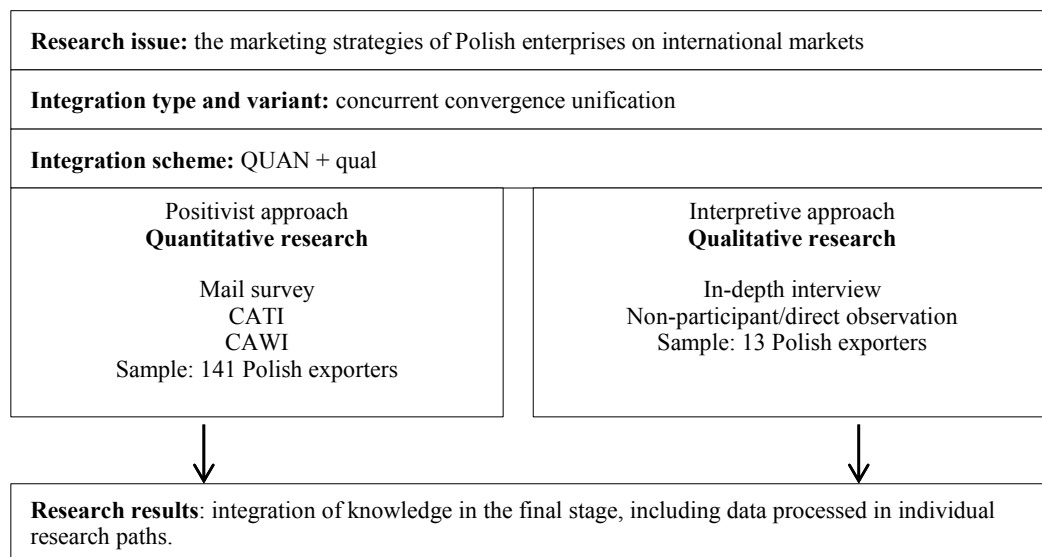 Research issue: the marketing strategies of Polish enterprises on international markets
Integration type and variant: concurrent convergence unification
Integration scheme: QUAN + qual
Positivist approach
Quantitative research
Mail survey
CATI
CAWI
Sample: 141 Polish exporters
Interpretive approach
Qualitative research
In-depth interview
Non-participant/direct observation
Sample: 13 Polish exporters
Research results: integration of knowledge in the final stage, including data processed in individual
research paths.